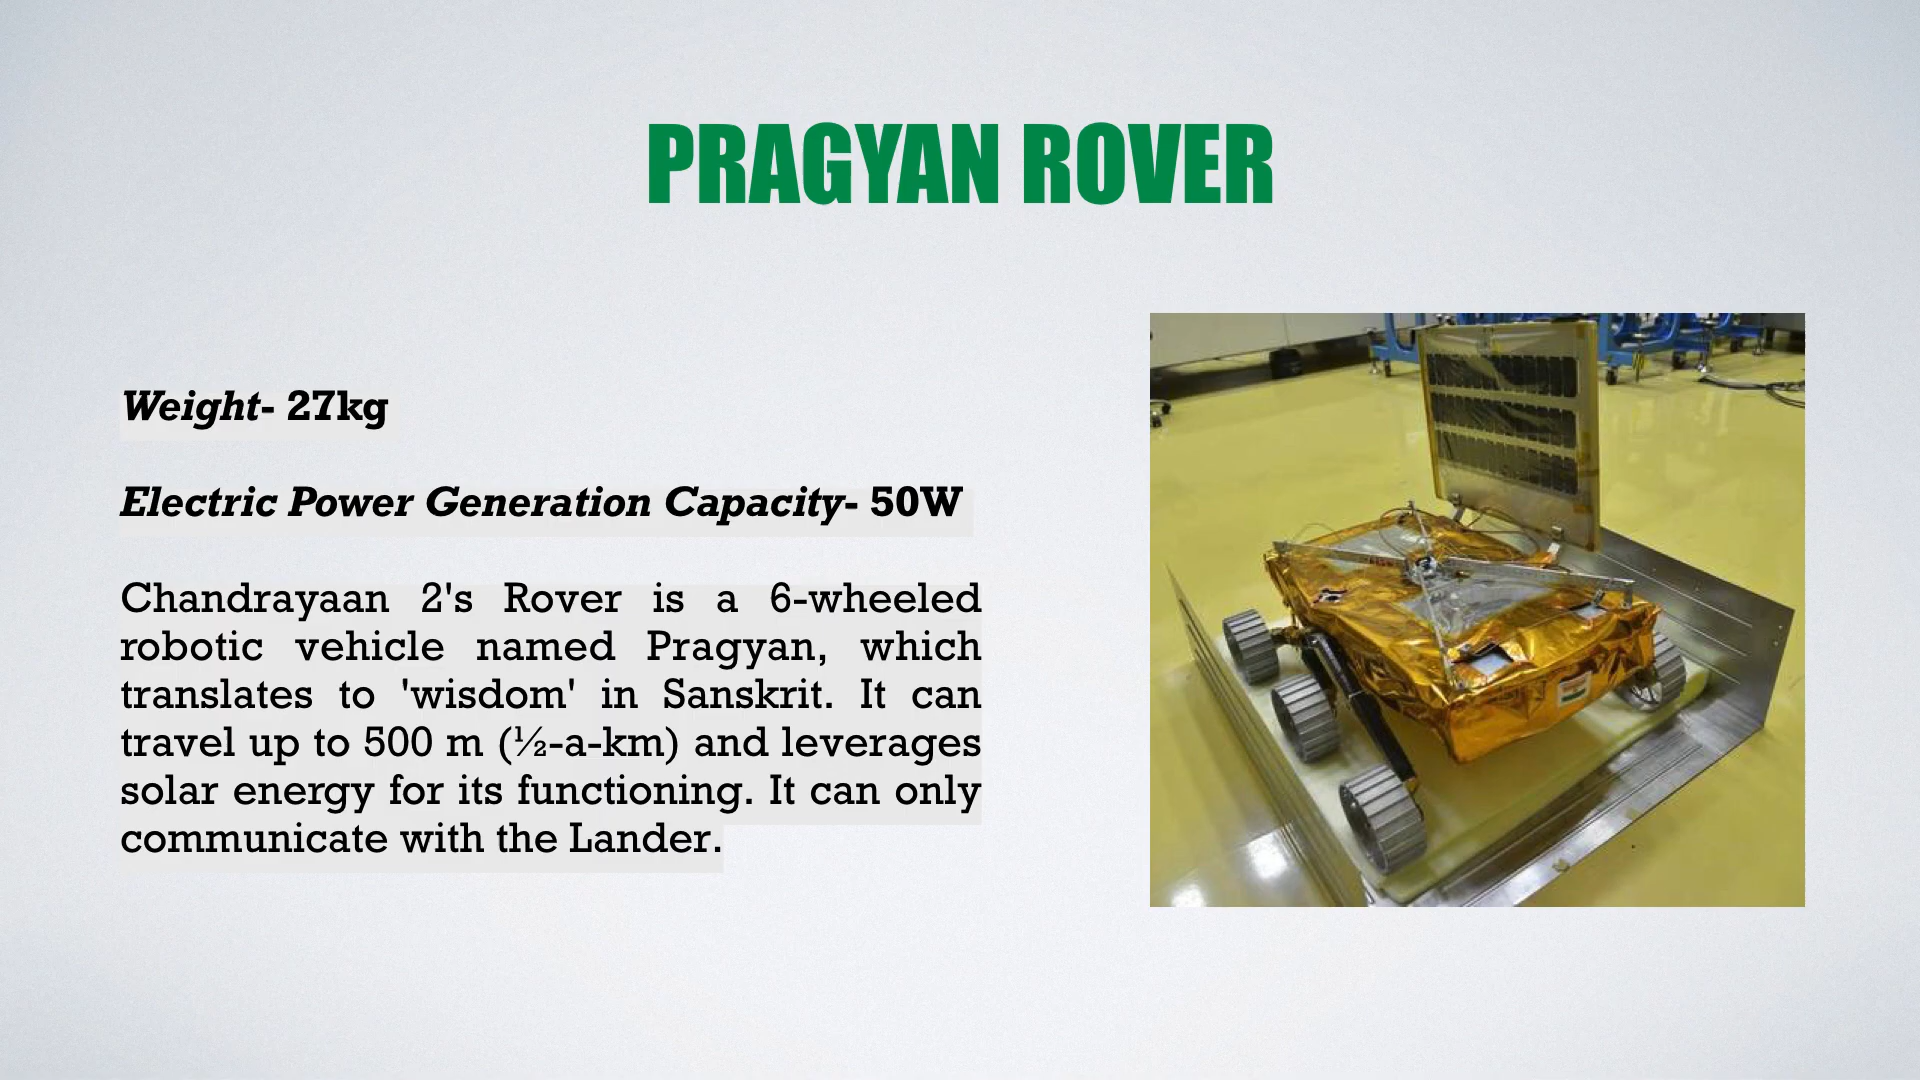 PRAGYAN ROVER
Weight- 27kg
Electric Power Generation Capacity- 50W
Chandrayaan 2's Rover is a 6-wheeled
robotic vehicle named Pragyan, which
translates to 'wisdom' in Sanskrit. It can
travel up to 500 m (½-a-km) and leverages
solar energy for its functioning. It can only
communicate with the Lander.